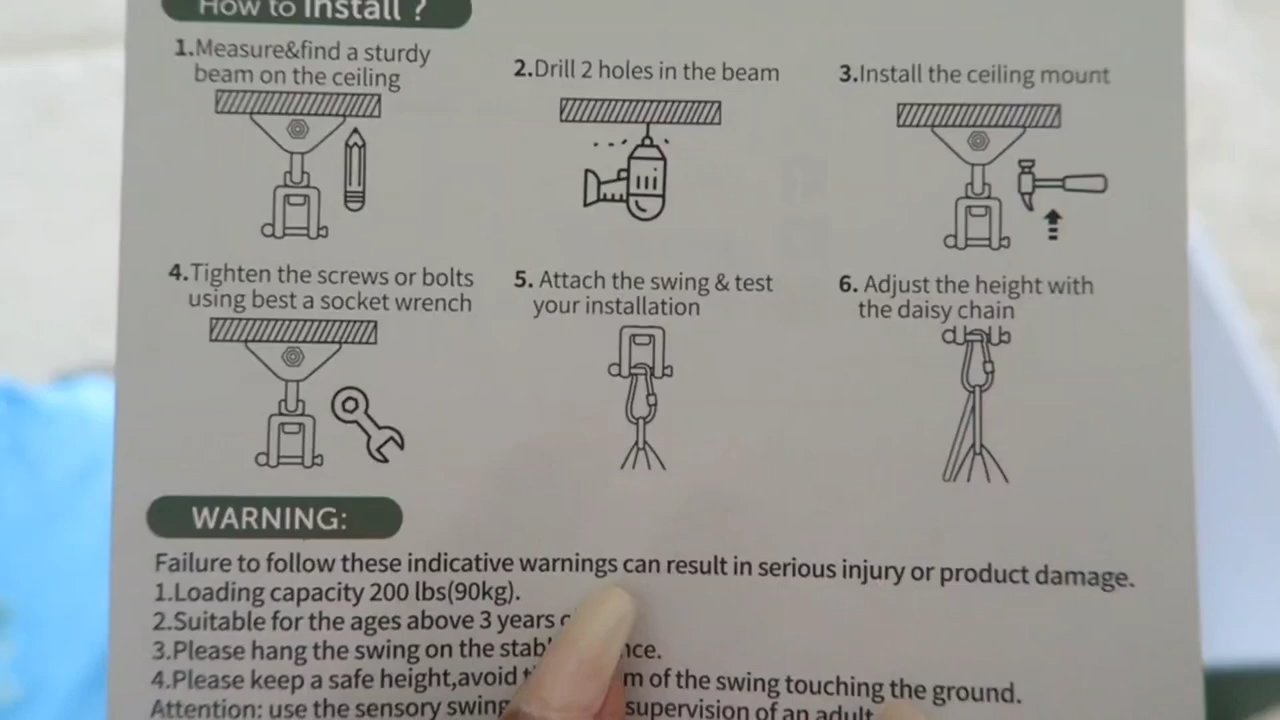 How to Install ?
1.Measure&find a sturdy
beam on the ceiling
2.Drill 2 holes in the beam
3.Install the ceiling mount
4.Tighten the screws or bolts
using best a socket wrench
5. Attach the swing & test
your installation
6. Adjust the height with
the daisy chain
WARNING:
Failure to follow these indicative warnings can result in serious injury or product damage.
1.Loading capacity 200 lbs(90kg).
2.Suitable for the ages above 3 years
3.Please hang the swing on the
4.Please keep a safe height,avoid of the swing touching the ground.
Attention: use the sensory swing supervision of an adult